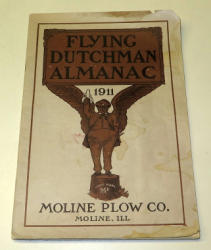 FLYING
DUTCHMAN
ALMANAC
1911
MOLINE PLOW CO.
MOLINE, ILL